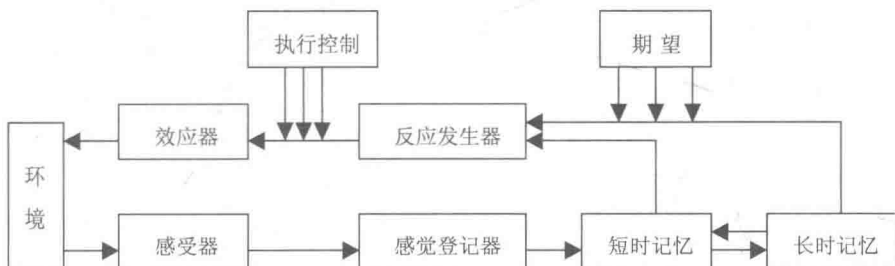 执行控制
期望
效应器
反应发生器
环
境
感受器
感觉登记器
短时记忆
长时记忆